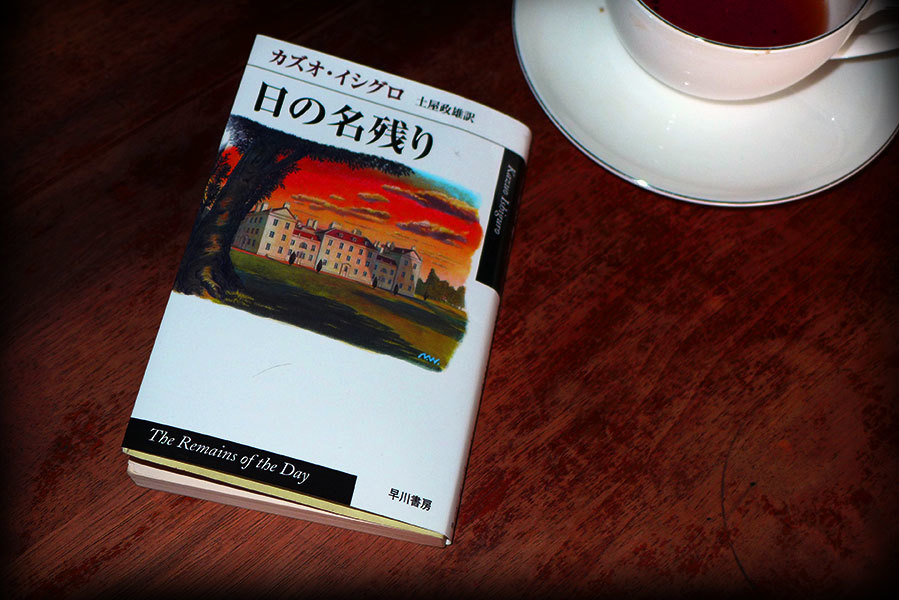 カズオ・イシグロ
土屋政雄訳
日の名残り
Kazuo Ishiguro
M.W.
The Remains of the Day
早川書房